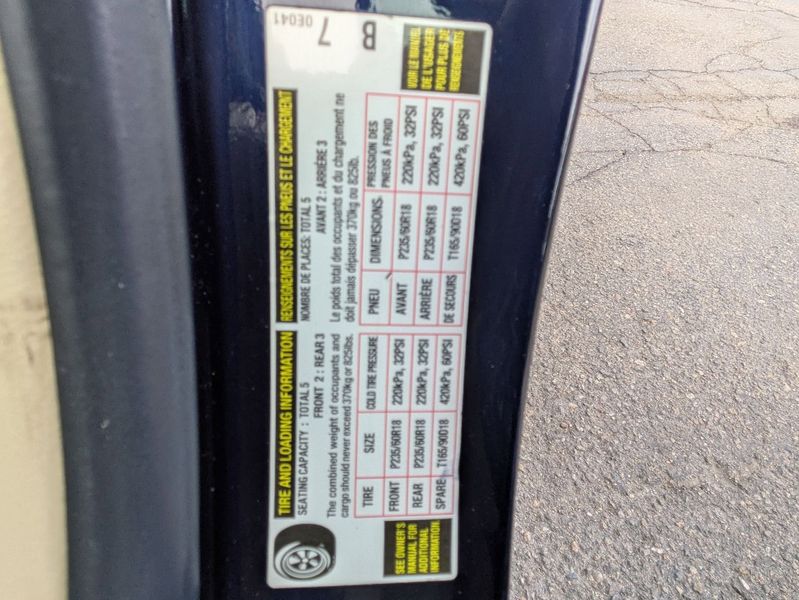 TIRE AND LOADING INFORMATION
SEATING CAPACITY : TOTAL 5
FRONT 2 : REAR 3
The combined weight of occupants and
cargo should never exceed 370kg or 825lbs.
TIRE SIZE COLD TIRE PRESSURE
FRONT P235/60R18 220kPa, 32PSI
REAR P235/60R18 220kPa, 32PSI
SPARE T165/90D18 420kPa, 60PSI
SEE OWNER'S
MANUAL FOR
ADDITIONAL
INFORMATION
RENSEIGNEMENTS SUR LES PNEUS ET LE CHARGEMENT
NOMBRE DE PLACES: TOTAL 5
AVANT 2 : ARRIÈRE 3
Le poids total des occupants et du chargement ne
doit jamais dépasser 370kg ou 825lb.
PNEU DIMENSIONS PRESSION DES
PNEUS À FROID
AVANT P235/60R18 220kPa, 32PSI
ARRIÈRE P235/60R18 220kPa, 32PSI
DE SECOURS T165/90D18 420kPa, 60PSI
VOIR LE MANUEL
DE L'USAGER
POUR PLUS DE
RENSEIGNEMENTS
0E041
7
B